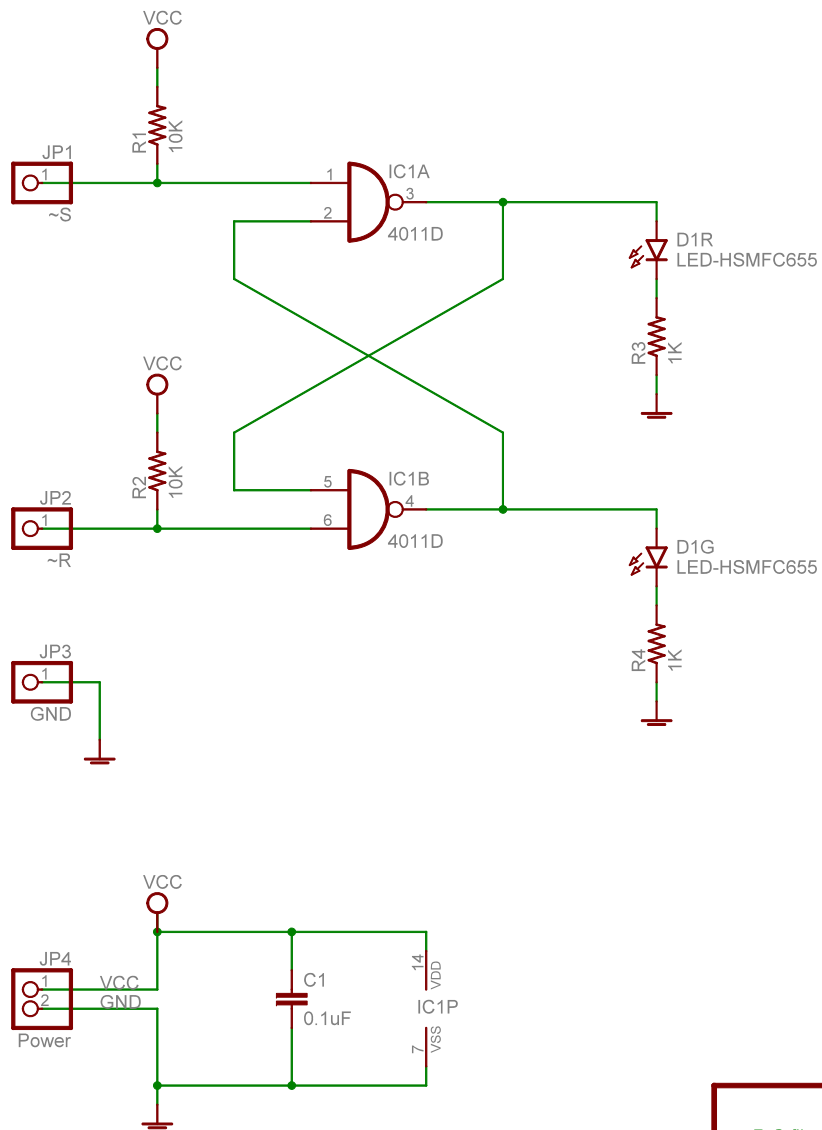 VCC
R1
10K
JP1
1
~S
1
2
IC1A
3
4011D
D1R
LED-HSMFC655
R3
1K
VCC
R2
10K
JP2
1
~R
5
6
IC1B
4
4011D
D1G
LED-HSMFC655
R4
1K
JP3
1
GND
VCC
JP4
1
2
VCC
GND
Power
C1
0.1uF
14
VDD
IC1P
7
VSS